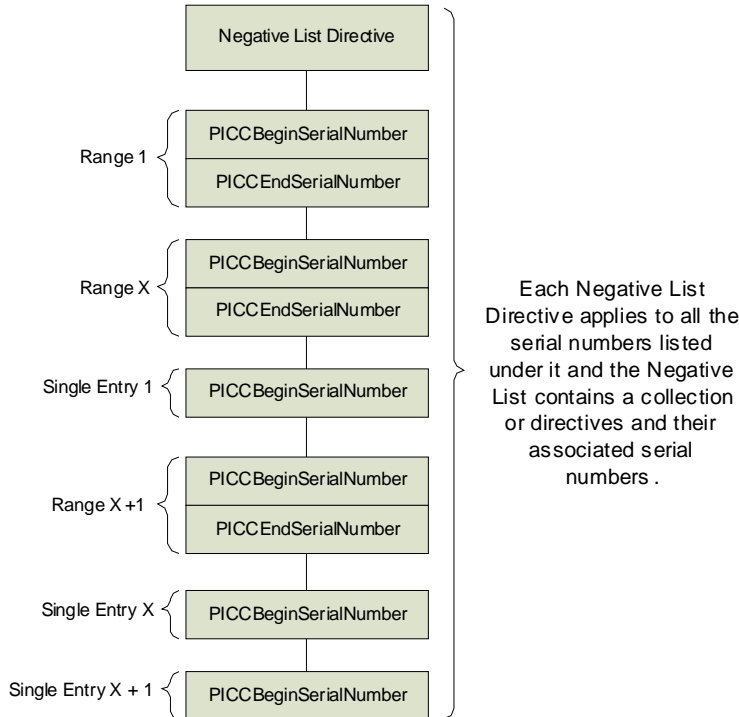 Negative List Directive
Range 1
PICCBeginSerialNumber
PICCEndSerialNumber
Range X
PICCBeginSerialNumber
PICCEndSerialNumber
Single Entry 1
PICCBeginSerialNumber
Range X +1
PICCBeginSerialNumber
PICCEndSerialNumber
Single Entry X
PICCBeginSerialNumber
Single Entry X + 1
PICCBeginSerialNumber
Each Negative List
Directive applies to all the
serial numbers listed
under it and the Negative
List contains a collection
or directives and their
associated serial
numbers .